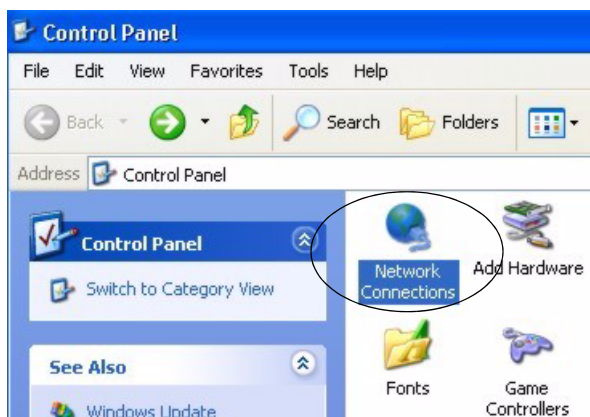 Control Panel
File Edit View Favorites Tools Help
Back Search Folders
Address Control Panel
Control Panel
Switch to Category View
See Also
Windows Update
Network
Connections
Add Hardware
Fonts
Game
Controllers